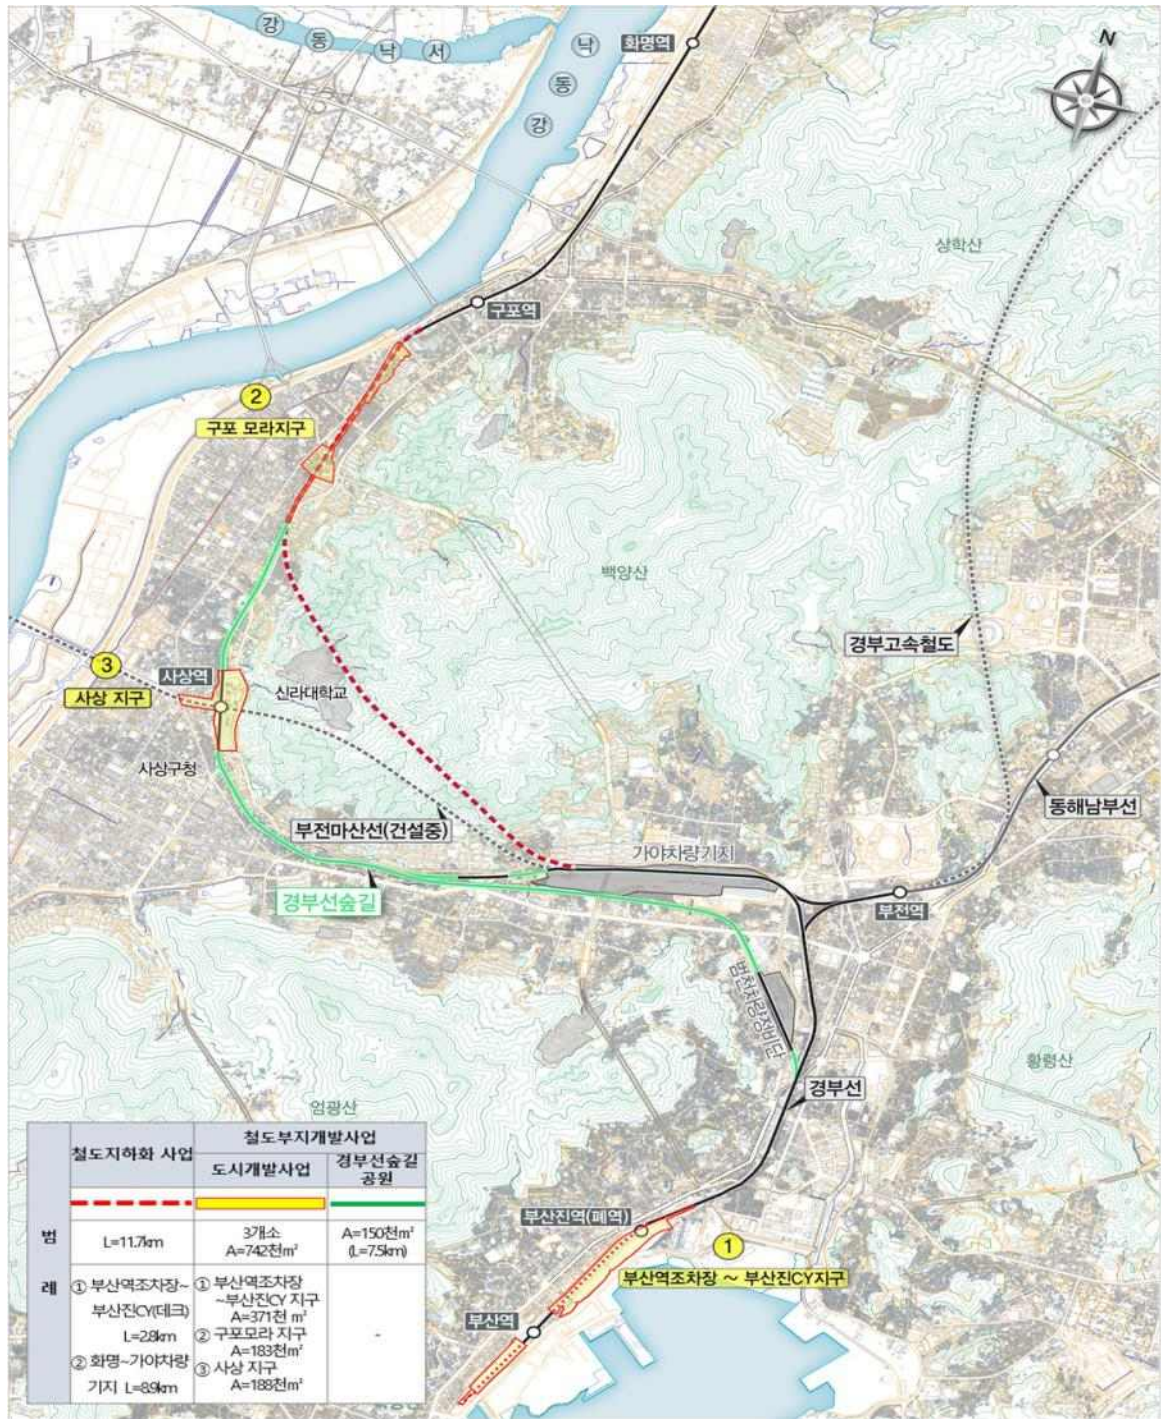 강 동 낙 서
낙 동 강
화명역
N
상학산
구포역
2
구포 모라지구
백양산
경부고속철도
3
사상 지구
사상역
신라대학교
사상구청
부전마산선(건설중)
동해남부선
가야차량기지
경부선숲길
부전역
범천차량정비단
황령산
경부선
엄광산
부산진역(폐역)
1
부산역조차장 ~ 부산진CY지구
부산역
범 례
철도지하화 사업
철도부지개발사업
도시개발사업
경부선숲길
공원
L=11.7km
3개소
A=742천m²
A=150천m²
(L=7.5km)
① 부산역조차장~
부산진CY(데크)
L=2.8km
② 화명~가야차량
기지 L=8.9km
① 부산역조차장
~부산진CY 지구
A=371천 m²
② 구포모라 지구
A=183천m²
③ 사상 지구
A=188천m²
-